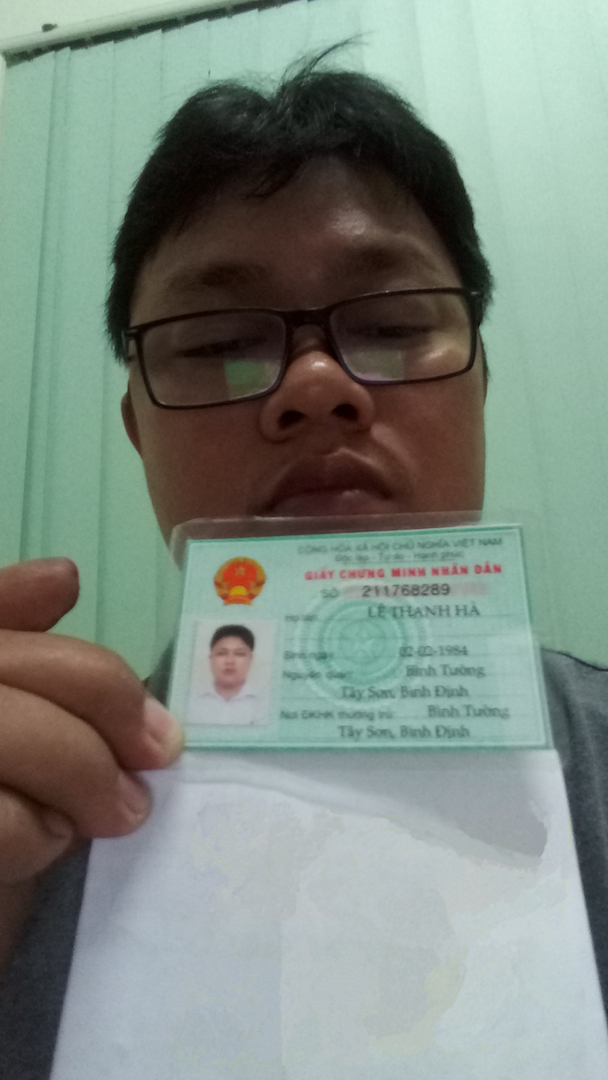 CỘNG HÒA XÃ HỘI CHỦ NGHĨA VIỆT NAM
Độc lập - Tự do - Hạnh phúc
GIẤY CHỨNG MINH NHÂN DÂN
SỐ 211768289
Họ tên: LÊ THANH HÀ
Sinh ngày: 02-02-1984
Nguyên quán: Bình Tường
Tây Sơn, Bình Định
Nơi ĐKHK thường trú: Bình Tường
Tây Sơn, Bình Định